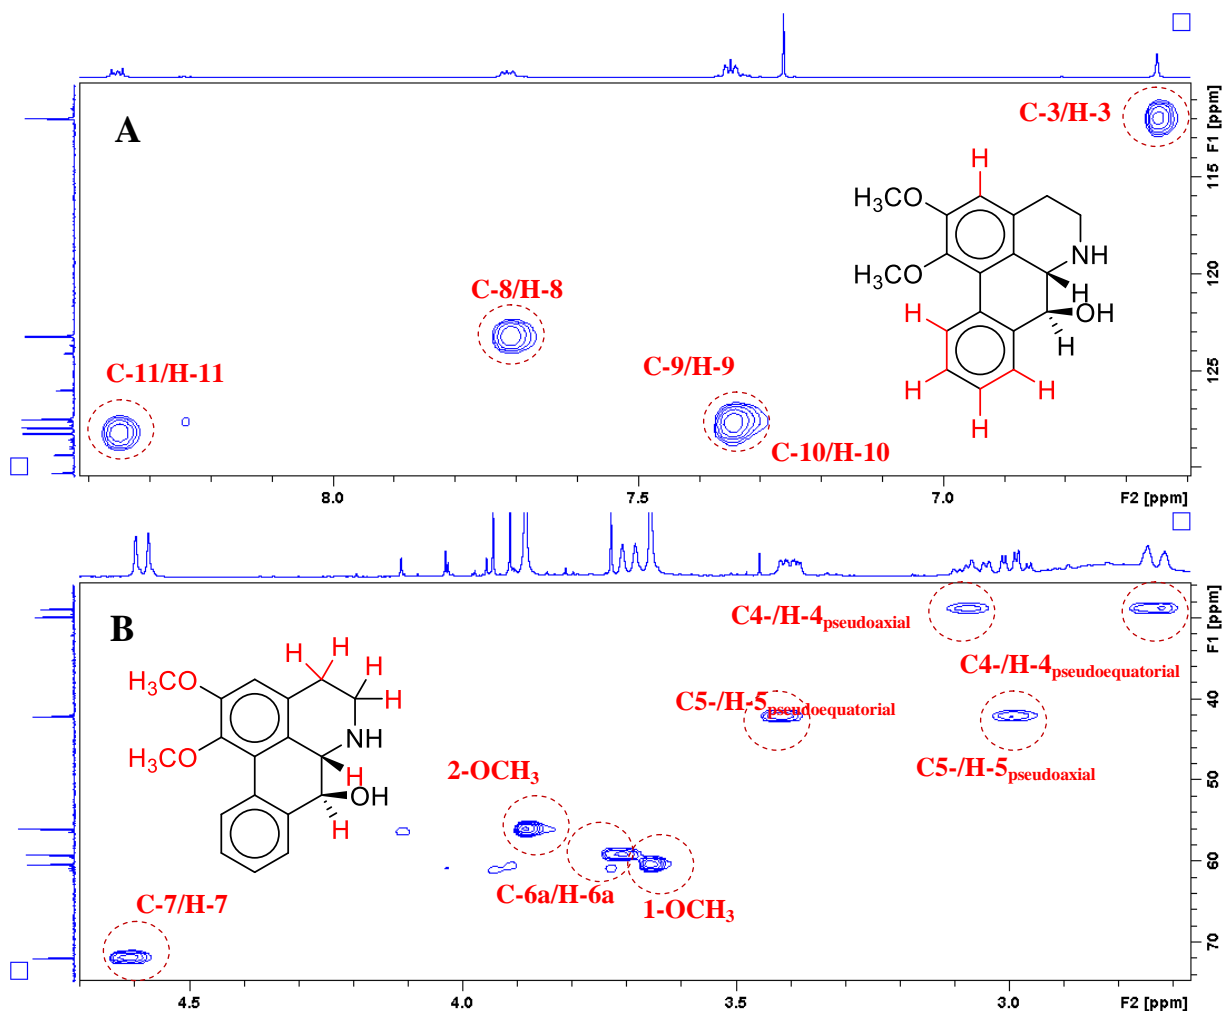 A
C-3/H-3
H
H₃CO
H₃CO
NH
H
OH
H
H
H
H
H
C-8/H-8
C-11/H-11
C-9/H-9
C-10/H-10
115
120
125
F1 [ppm]
8.0
7.5
7.0
F2 [ppm]
B
C4-/H-4pseudoaxial
C4-/H-4pseudoequatorial
C5-/H-5pseudoequatorial
C5-/H-5pseudoaxial
H
H
H
H
H₃CO
H₃CO
NH
H
OH
H
2-OCH₃
C-6a/H-6a
1-OCH₃
C-7/H-7
F1 [ppm]
40
50
60
70
4.5
4.0
3.5
3.0
F2 [ppm]